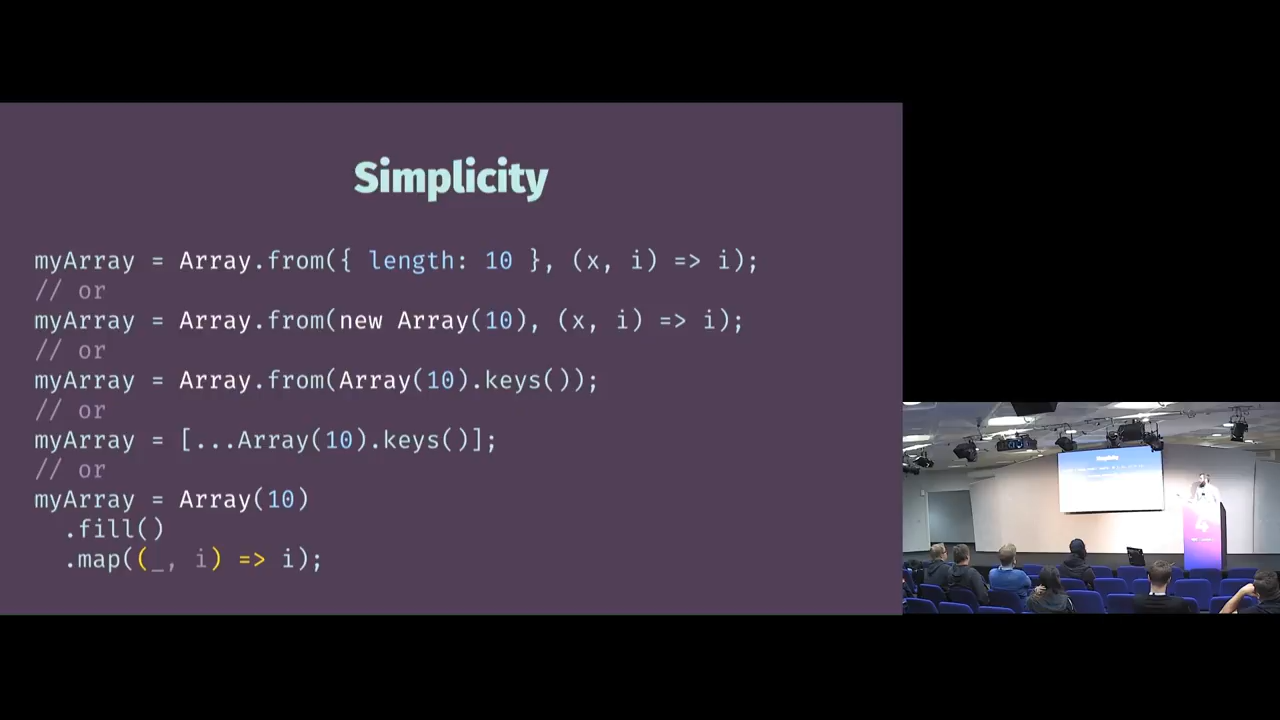 Simplicity
myArray = Array.from({ length: 10 }, (x, i) => i);
// or
myArray = Array.from(new Array(10), (x, i) => i);
// or
myArray = Array.from(Array(10).keys());
// or
myArray = [...Array(10).keys()];
// or
myArray = Array(10)
.fill()
.map((_, i) => i);
Simplicity